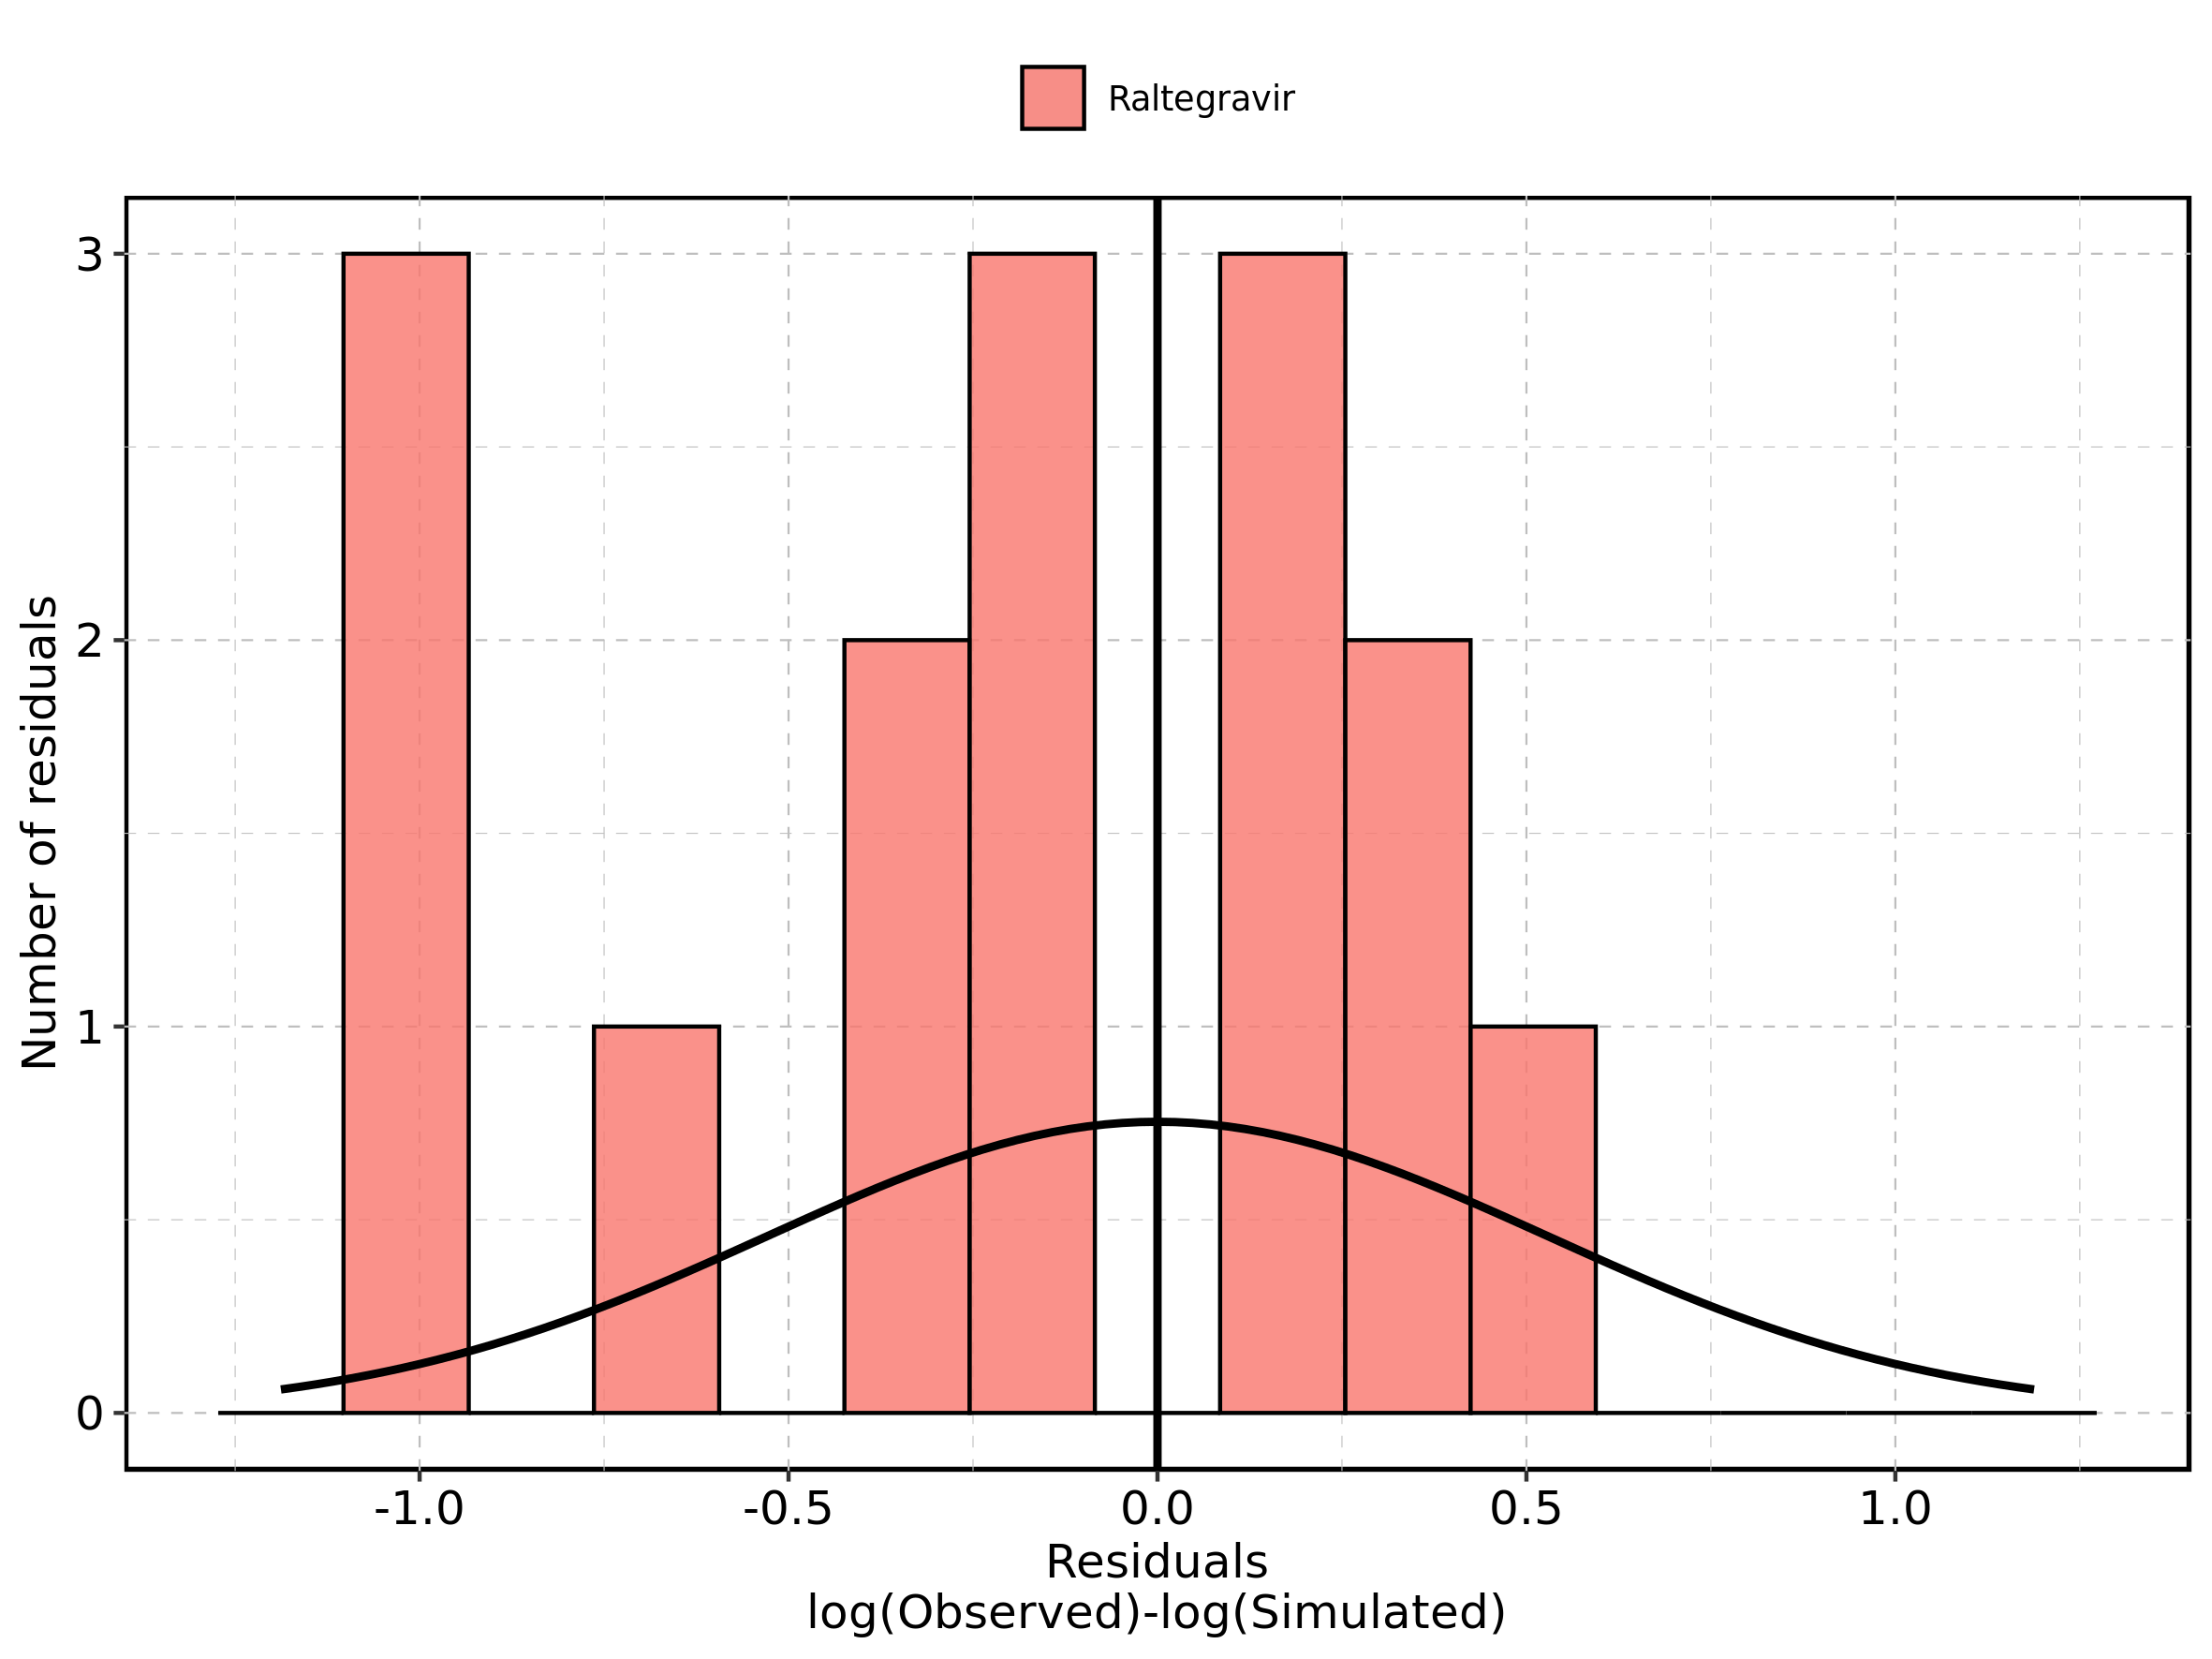 Raltegravir
Number of residuals
3
2
1
0
-1.0 -0.5 0.0 0.5 1.0
Residuals
log(Observed)-log(Simulated)